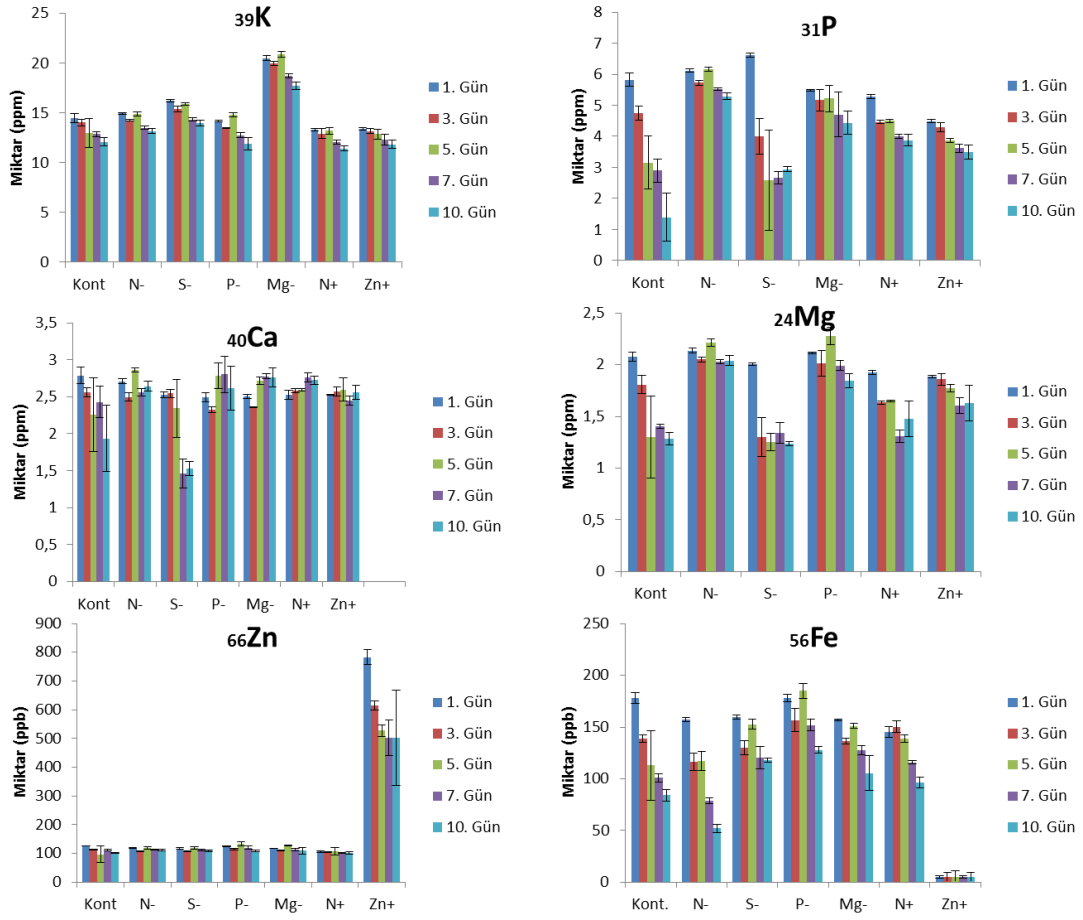 39K
Miktar (ppm)
25
20
15
10
5
0
Kont N- S- P- Mg- N+ Zn+
1. Gün
3. Gün
5. Gün
7. Gün
10. Gün
31P
Miktar (ppm)
8
7
6
5
4
3
2
1
0
Kont N- S- Mg- N+ Zn+
1. Gün
3. Gün
5. Gün
7. Gün
10. Gün
40Ca
Miktar (ppm)
3,5
3
2,5
2
1,5
1
0,5
0
Kont N- S- P- Mg- N+ Zn+
1. Gün
3. Gün
5. Gün
7. Gün
10. Gün
24Mg
Miktar (ppm)
2,5
2
1,5
1
0,5
0
Kont N- S- P- N+ Zn+
1. Gün
3. Gün
5. Gün
7. Gün
10. Gün
66Zn
Miktar (ppb)
900
800
700
600
500
400
300
200
100
0
Kont N- S- P- Mg- N+ Zn+
1. Gün
3. Gün
5. Gün
7. Gün
10. Gün
56Fe
Miktar (ppb)
250
200
150
100
50
0
Kont. N- S- P- Mg- N+ Zn+
1. Gün
3. Gün
5. Gün
7. Gün
10. Gün